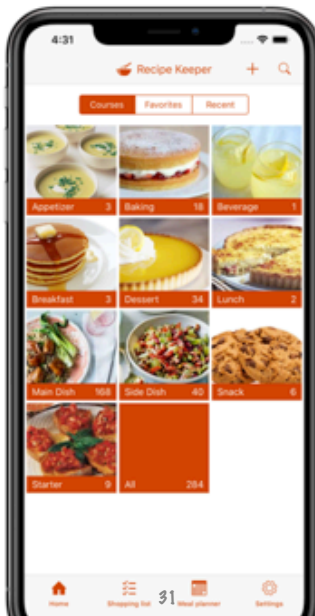 4:31
Recipe Keeper
Courses Favorites Recent
Appetizer 3 Baking 18 Beverage 1
Breakfast 3 Dessert 34 Lunch 2
Main Dish 168 Side Dish 40 Snack 6
Starter 9 All 284
31
Home Shopping list Meal planner Settings